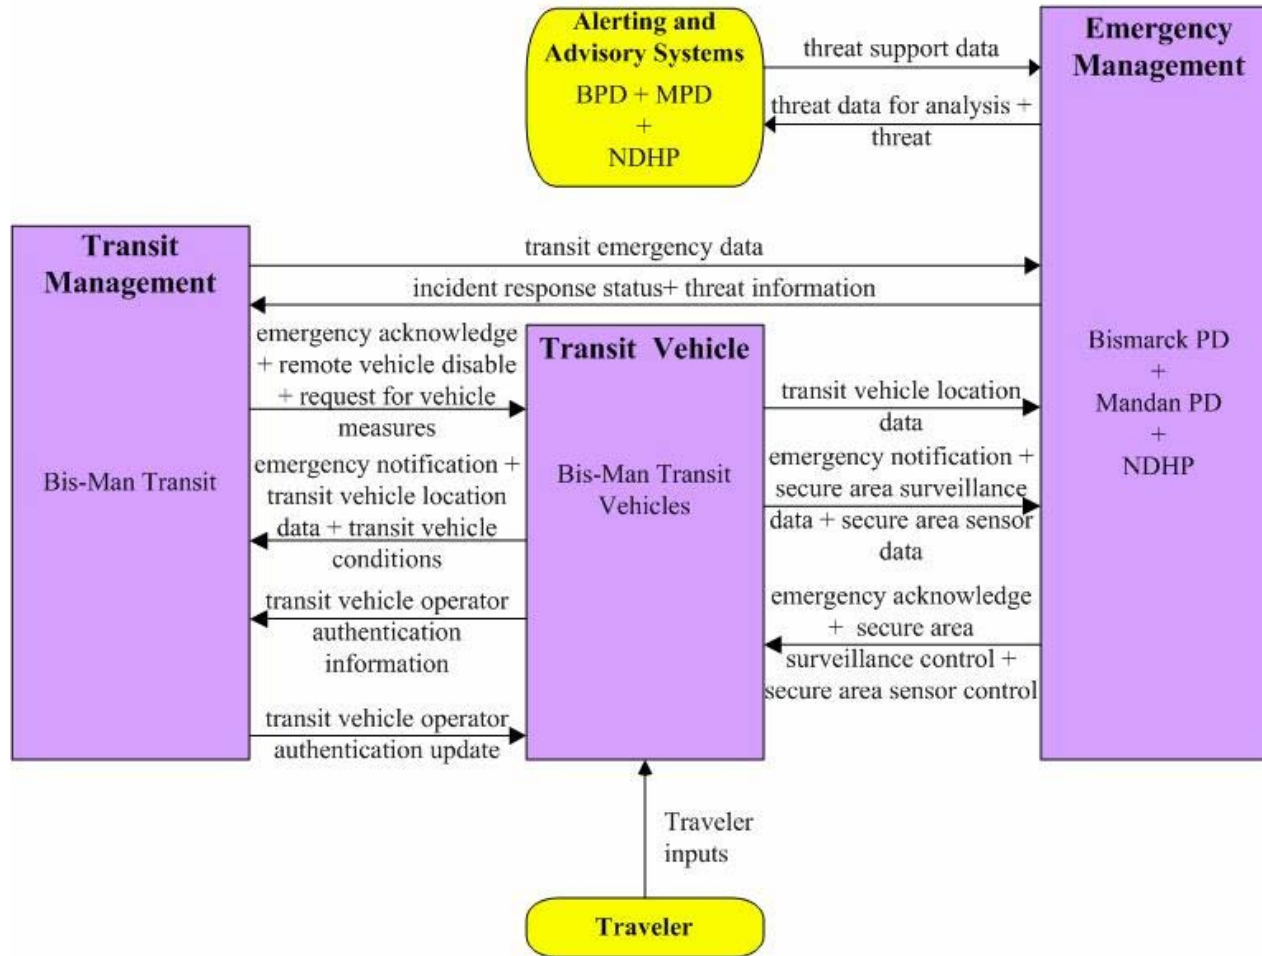 Alerting and
Advisory Systems
BPD + MPD
+
NDHP
threat support data
threat data for analysis +
threat
Emergency
Management
Bismarck PD
+
Mandan PD
+
NDHP
Transit
Management
Bis-Man Transit
transit emergency data
incident response status+ threat information
emergency acknowledge
+ remote vehicle disable
+ request for vehicle
measures
emergency notification +
transit vehicle location
data + transit vehicle
conditions
transit vehicle operator
authentication
information
transit vehicle operator
authentication update
Transit Vehicle
Bis-Man Transit
Vehicles
transit vehicle location
data
emergency notification +
secure area surveillance
data + secure area sensor
data
emergency acknowledge
+ secure area
surveillance control +
secure area sensor control
Traveler
inputs
Traveler